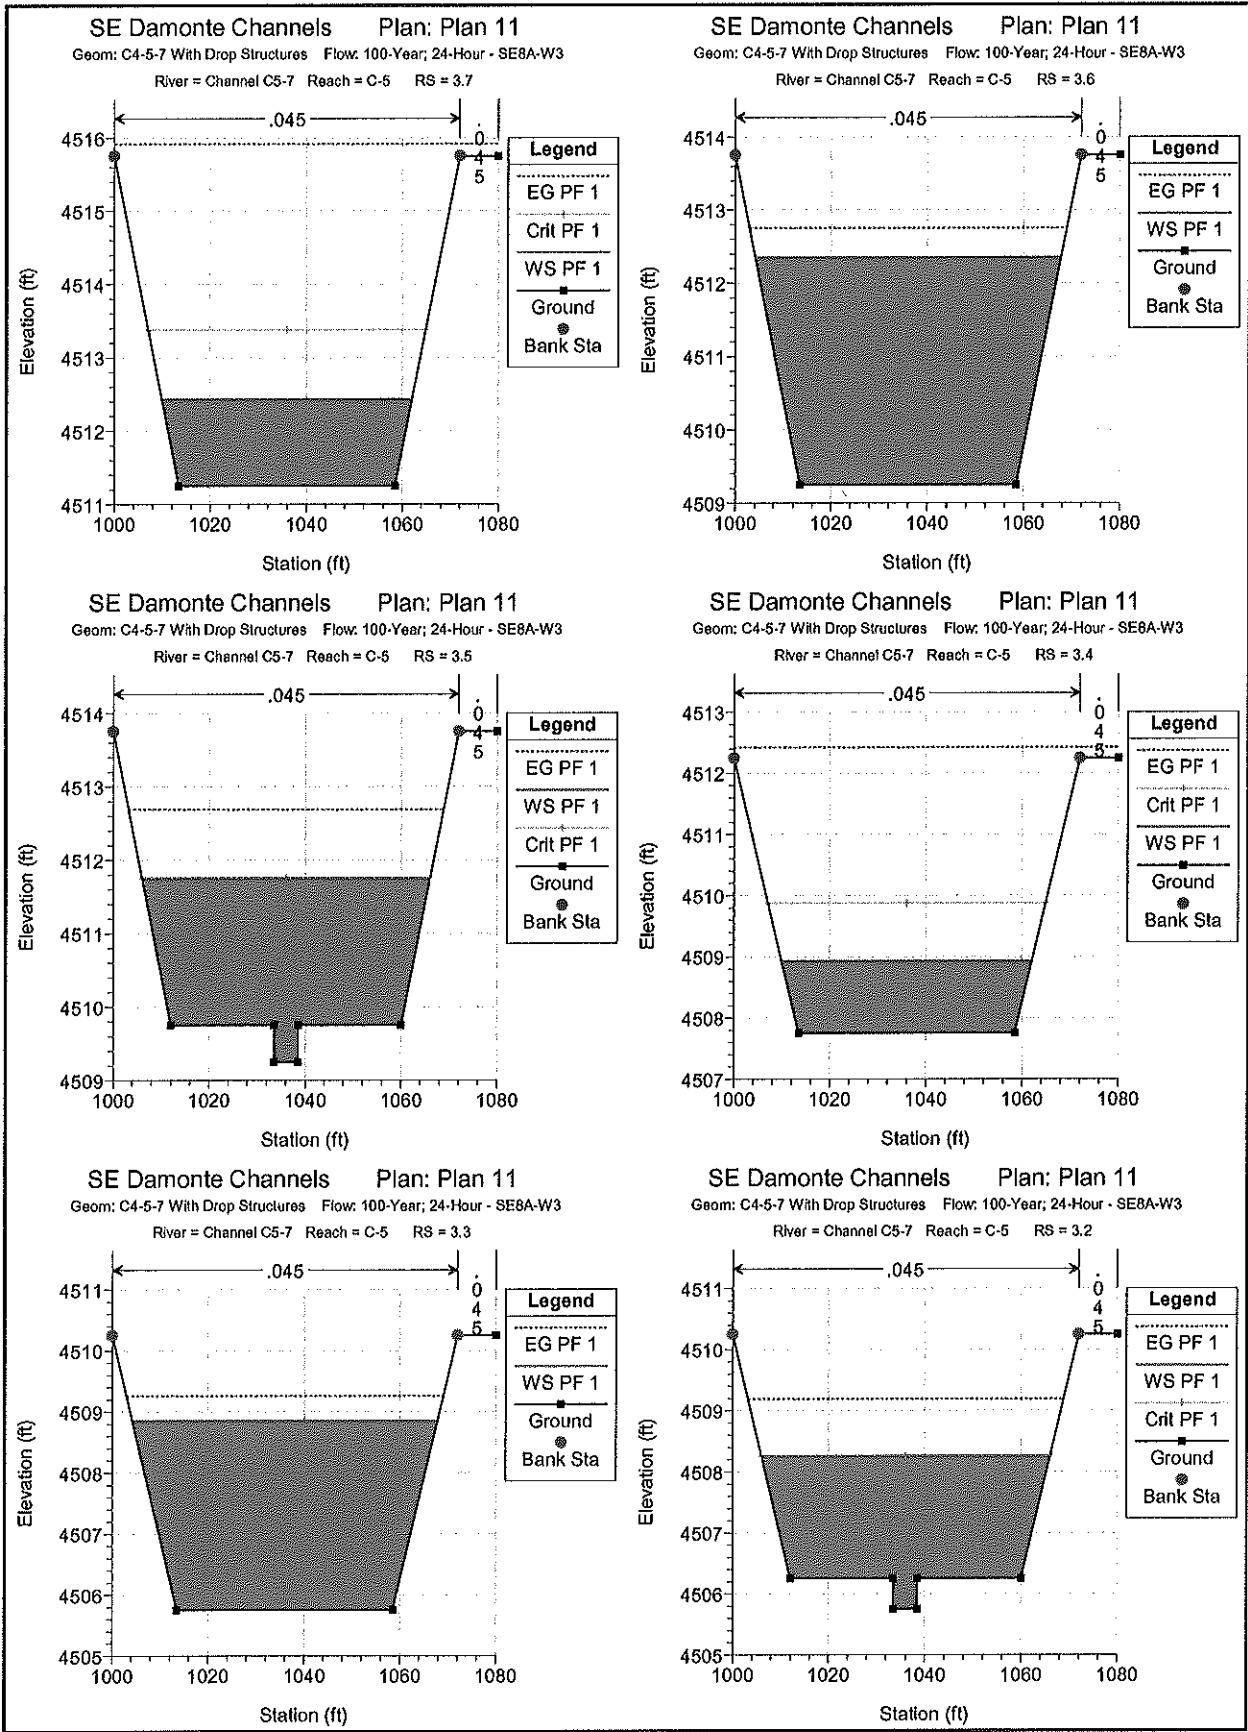 SE Damonte Channels Plan: Plan 11
Geom: C4-5-7 With Drop Structures Flow: 100-Year; 24-Hour - SE8A-W3
River = Channel C5-7 Reach = C-5 RS = 3.7
.045
.
0
4
5
4516
4515
4514
4513
4512
4511
Elevation (ft)
1000 1020 1040 1060 1080
Station (ft)
Legend
EG PF 1
Crit PF 1
WS PF 1
Ground
Bank Sta
SE Damonte Channels Plan: Plan 11
Geom: C4-5-7 With Drop Structures Flow: 100-Year; 24-Hour - SE8A-W3
River = Channel C5-7 Reach = C-5 RS = 3.6
.045
.
0
4
5
4514
4513
4512
4511
4510
4509
Elevation (ft)
1000 1020 1040 1060 1080
Station (ft)
Legend
EG PF 1
WS PF 1
Ground
Bank Sta
SE Damonte Channels Plan: Plan 11
Geom: C4-5-7 With Drop Structures Flow: 100-Year; 24-Hour - SE8A-W3
River = Channel C5-7 Reach = C-5 RS = 3.5
.045
.
0
4
5
4514
4513
4512
4511
4510
4509
Elevation (ft)
1000 1020 1040 1060 1080
Station (ft)
Legend
EG PF 1
WS PF 1
Crit PF 1
Ground
Bank Sta
SE Damonte Channels Plan: Plan 11
Geom: C4-5-7 With Drop Structures Flow: 100-Year; 24-Hour - SE8A-W3
River = Channel C5-7 Reach = C-5 RS = 3.4
.045
.
0
4
5
4513
4512
4511
4510
4509
4508
4507
Elevation (ft)
1000 1020 1040 1060 1080
Station (ft)
Legend
EG PF 1
Crit PF 1
WS PF 1
Ground
Bank Sta
SE Damonte Channels Plan: Plan 11
Geom: C4-5-7 With Drop Structures Flow: 100-Year; 24-Hour - SE8A-W3
River = Channel C5-7 Reach = C-5 RS = 3.3
.045
.
0
4
5
4511
4510
4509
4508
4507
4506
4505
Elevation (ft)
1000 1020 1040 1060 1080
Station (ft)
Legend
EG PF 1
WS PF 1
Ground
Bank Sta
SE Damonte Channels Plan: Plan 11
Geom: C4-5-7 With Drop Structures Flow: 100-Year; 24-Hour - SE8A-W3
River = Channel C5-7 Reach = C-5 RS = 3.2
.045
.
0
4
5
4511
4510
4509
4508
4507
4506
4505
Elevation (ft)
1000 1020 1040 1060 1080
Station (ft)
Legend
EG PF 1
WS PF 1
Crit PF 1
Ground
Bank Sta